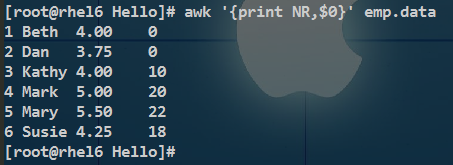 [root@rhel6 Hello]# awk '{print NR,$0}' emp.data
1 Beth  4.00    0
2 Dan   3.75    0
3 Kathy 4.00    10
4 Mark  5.00    20
5 Mary  5.50    22
6 Susie 4.25    18
[root@rhel6 Hello]#